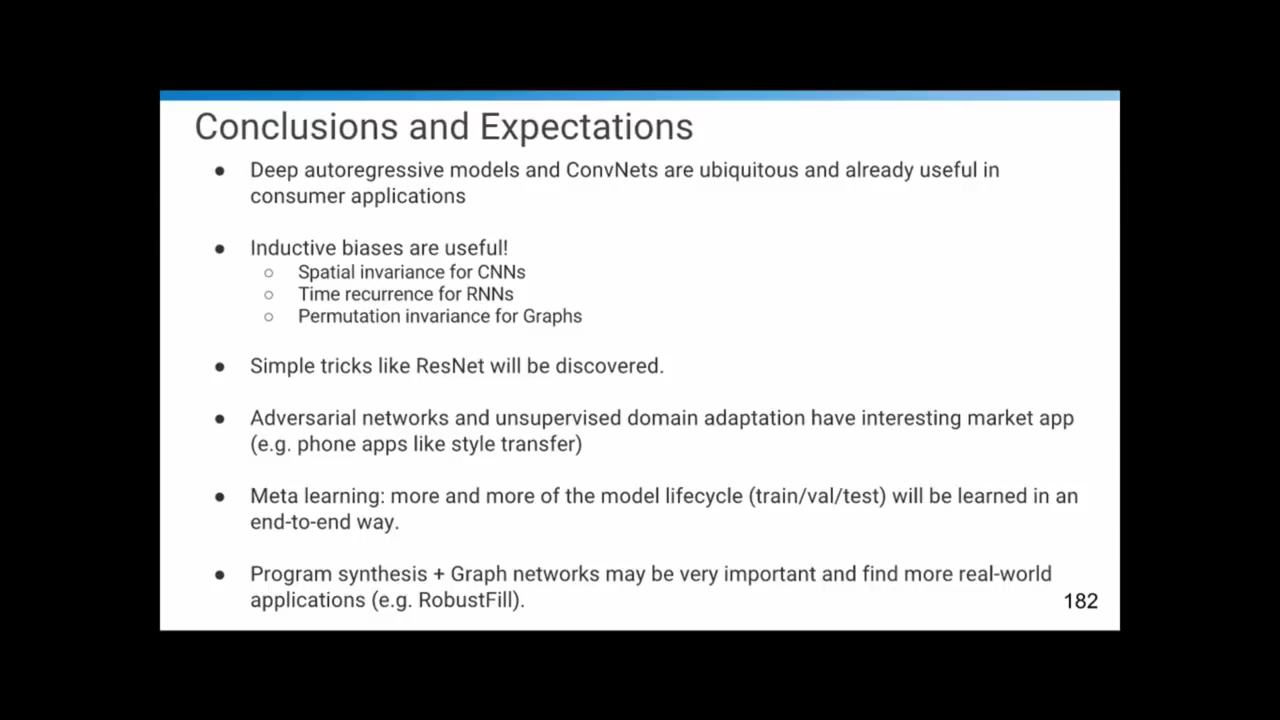 Conclusions and Expectations
● Deep autoregressive models and ConvNets are ubiquitous and already useful in
consumer applications
● Inductive biases are useful!
○ Spatial invariance for CNNs
○ Time recurrence for RNNs
○ Permutation invariance for Graphs
● Simple tricks like ResNet will be discovered.
● Adversarial networks and unsupervised domain adaptation have interesting market app
(e.g. phone apps like style transfer)
● Meta learning: more and more of the model lifecycle (train/val/test) will be learned in an
end-to-end way.
● Program synthesis + Graph networks may be very important and find more real-world
applications (e.g. RobustFill).
182